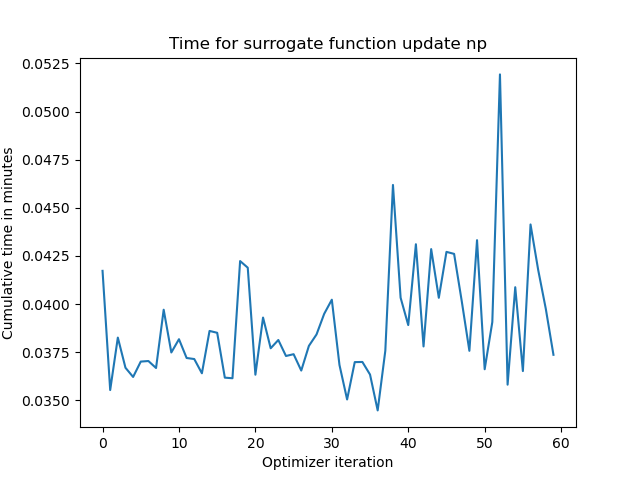 Time for surrogate function update np
0.0525
0.0500
0.0475
0.0450
0.0425
0.0400
0.0375
0.0350
Cumulative time in minutes
0 10 20 30 40 50 60
Optimizer iteration